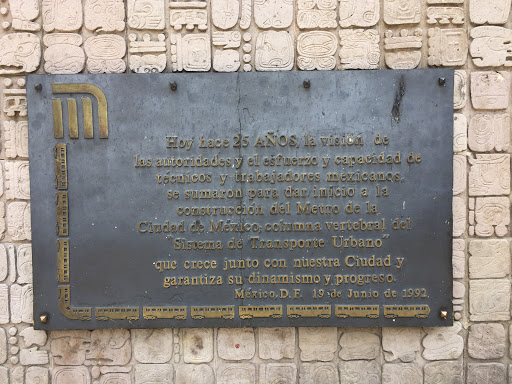 Hoy hace 25 AÑOS, la visión de
las autoridades y el esfuerzo y capacidad de
técnicos y trabajadores mexicanos,
se sumaron para dar inicio a la
construcción del Metro de la
Ciudad de México, columna vertebral del
"Sistema de Transporte Urbano"
que crece junto con nuestra Ciudad y
garantiza su dinamismo y progreso.
México, D. F. 19 de Junio de 1992.